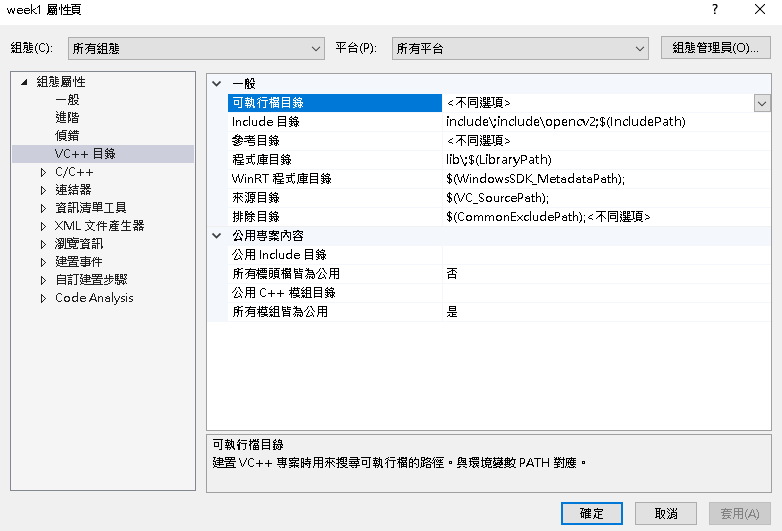 week1 屬性頁
?
組態(C):
所有組態
平台(P):
所有平台
組態管理員(O)...
組態屬性
一般
進階
偵錯
VC++ 目錄
C/C++
連結器
資訊清單工具
XML 文件產生器
瀏覽資訊
建置事件
自訂建置步驟
Code Analysis
一般
可執行檔目錄 <不同選項>
Include 目錄 include\;include\opencv2;$(IncludePath)
參考目錄 <不同選項>
程式庫目錄 lib\;$(LibraryPath)
WinRT 程式庫目錄 $(WindowsSDK_MetadataPath);
來源目錄 $(VC_SourcePath);
排除目錄 $(CommonExcludePath);<不同選項>
公用專案內容
公用 Include 目錄
所有標頭檔皆為公用 否
公用 C++ 模組目錄
所有模組皆為公用 是
可執行檔目錄
建置 VC++ 專案時用來搜尋可執行檔的路徑。與環境變數 PATH 對應。
確定
取消
套用(A)